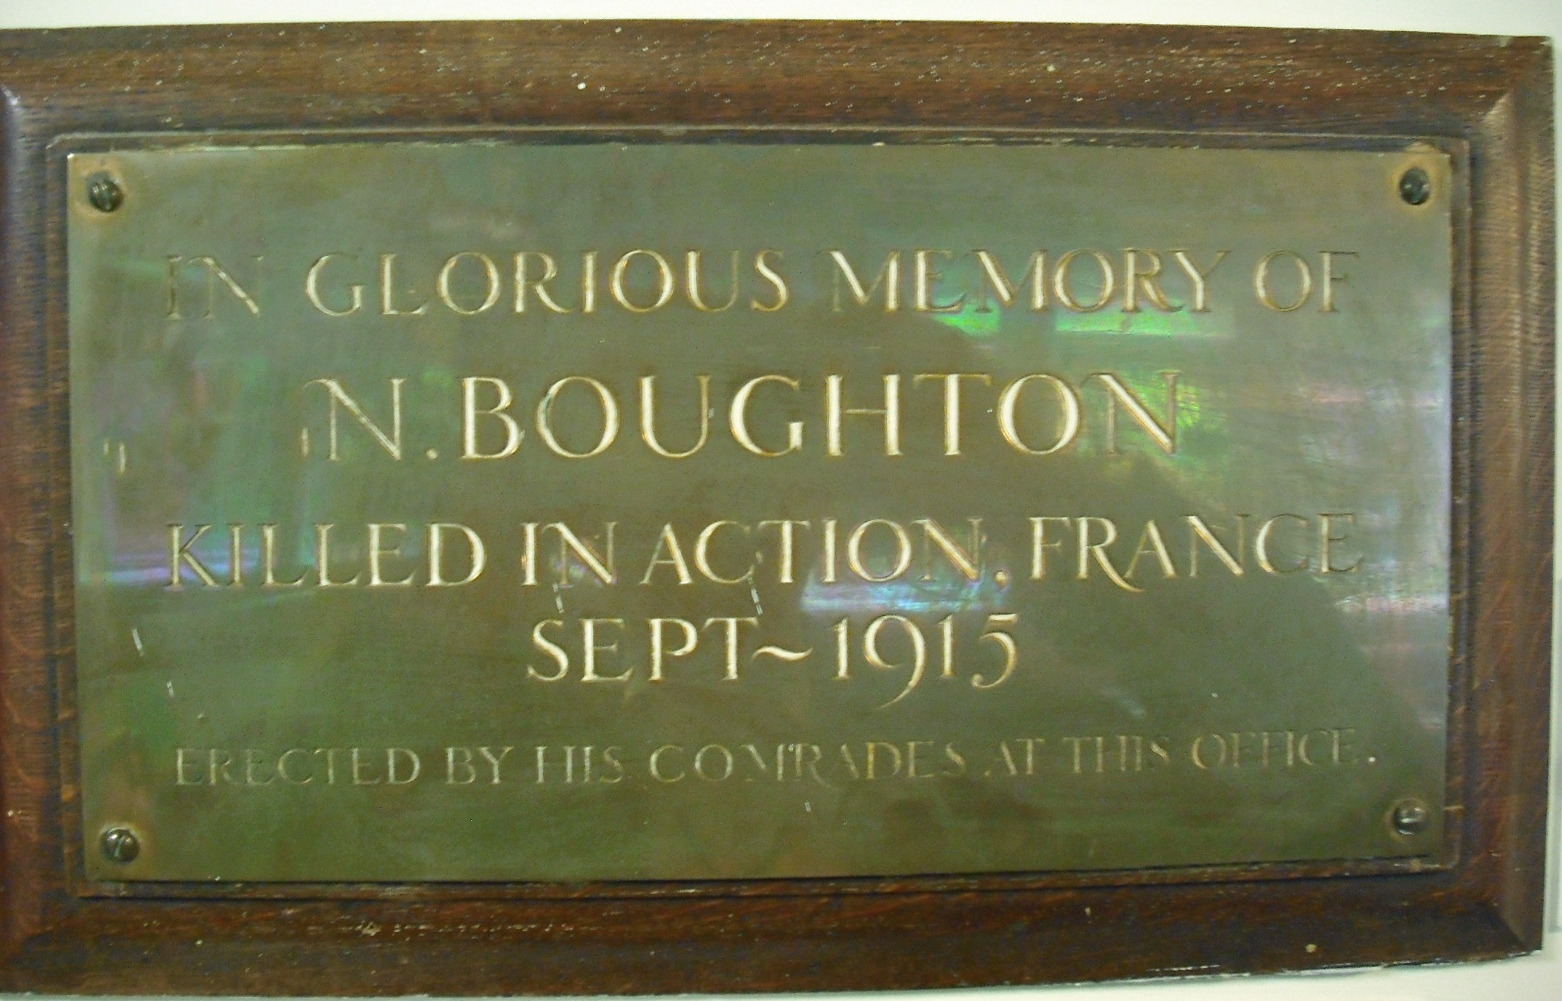 IN GLORIOUS MEMORY OF
N. BOUGHTON
KILLED IN ACTION, FRANCE
SEPT~1915
ERECTED BY HIS COMRADES AT THIS OFFICE.